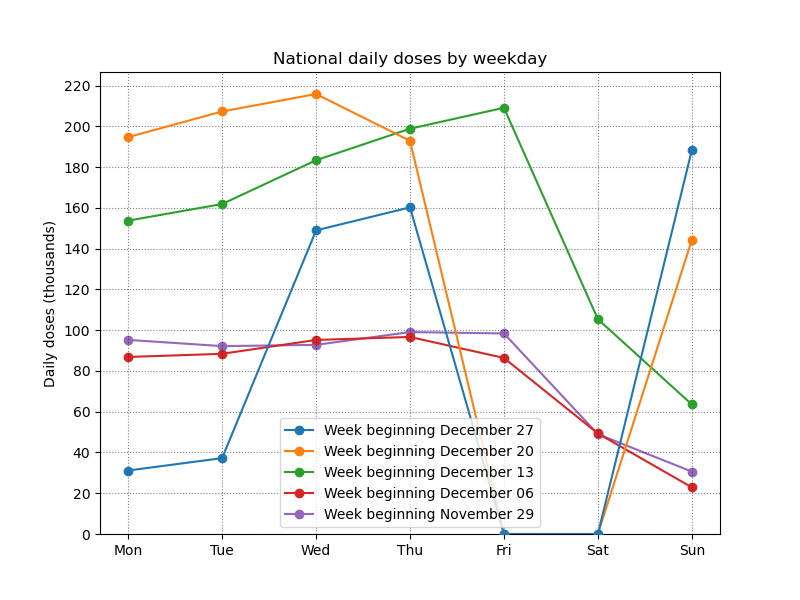 National daily doses by weekday
Daily doses (thousands)
220
200
180
160
140
120
100
80
60
40
20
0
Week beginning December 27
Week beginning December 20
Week beginning December 13
Week beginning December 06
Week beginning November 29
Mon Tue Wed Thu Fri Sat Sun